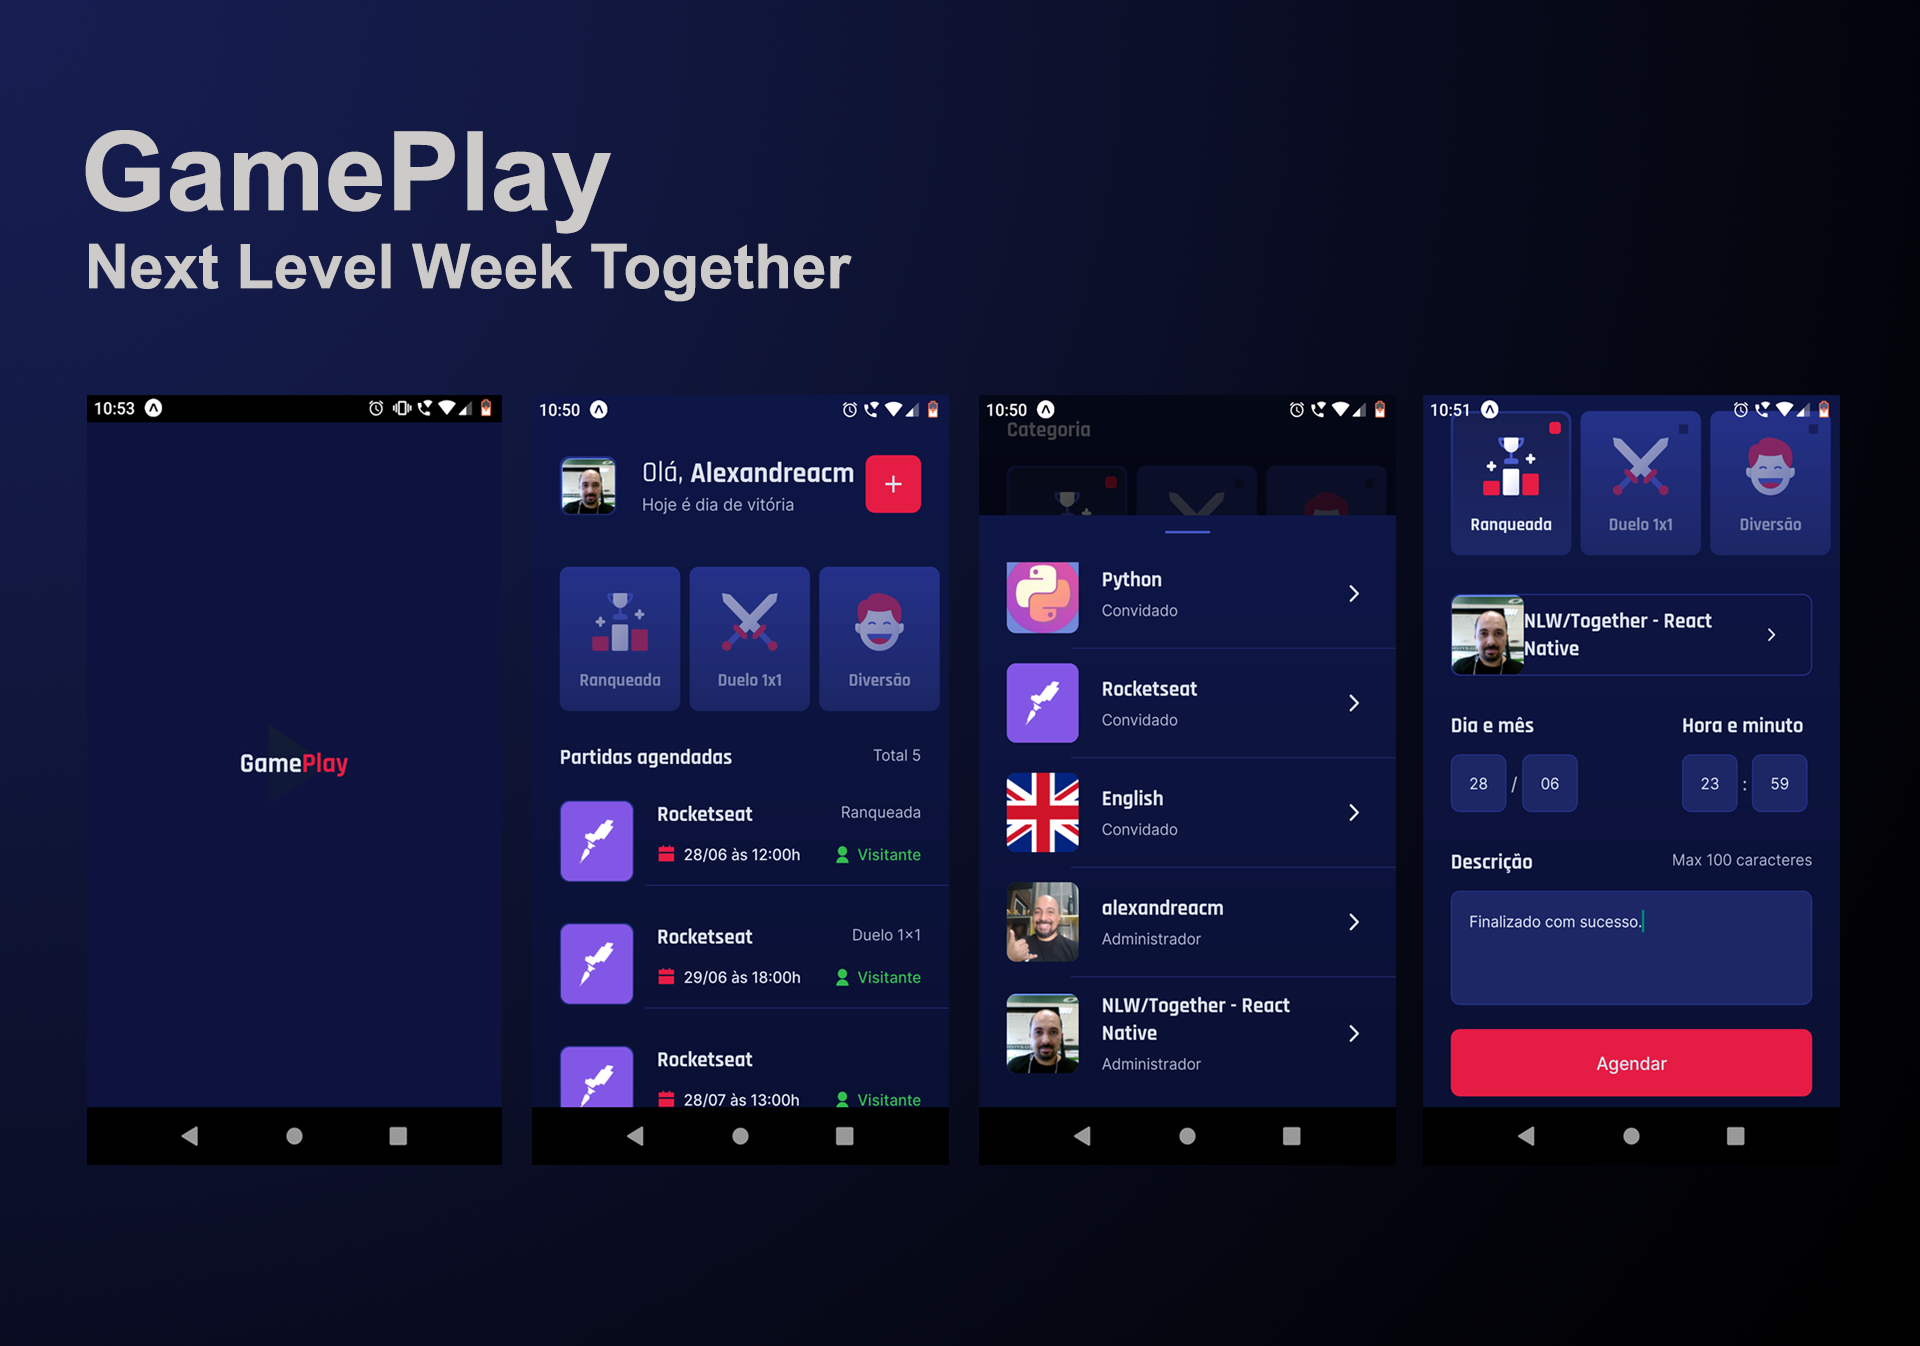 GamePlay
Next Level Week Together
10:53
GamePlay
10:50
Olá, Alexandreacm
Hoje é dia de vitória
+
Ranqueada
Duelo 1x1
Diversão
Partidas agendadas
Total 5
Rocketseat
Ranqueada
28/06 às 12:00h
Visitante
Rocketseat
Duelo 1x1
29/06 às 18:00h
Visitante
Rocketseat
28/07 às 13:00h
Visitante
10:50
Categoria
Python
Convidado
Rocketseat
Convidado
English
Convidado
alexandreacm
Administrador
NLW/Together - React
Native
Administrador
10:51
Ranqueada
Duelo 1x1
Diversão
NLW/Together - React
Native
Dia e mês
Hora e minuto
28 / 06
23 : 59
Descrição
Max 100 caracteres
Finalizado com sucesso.
Agendar